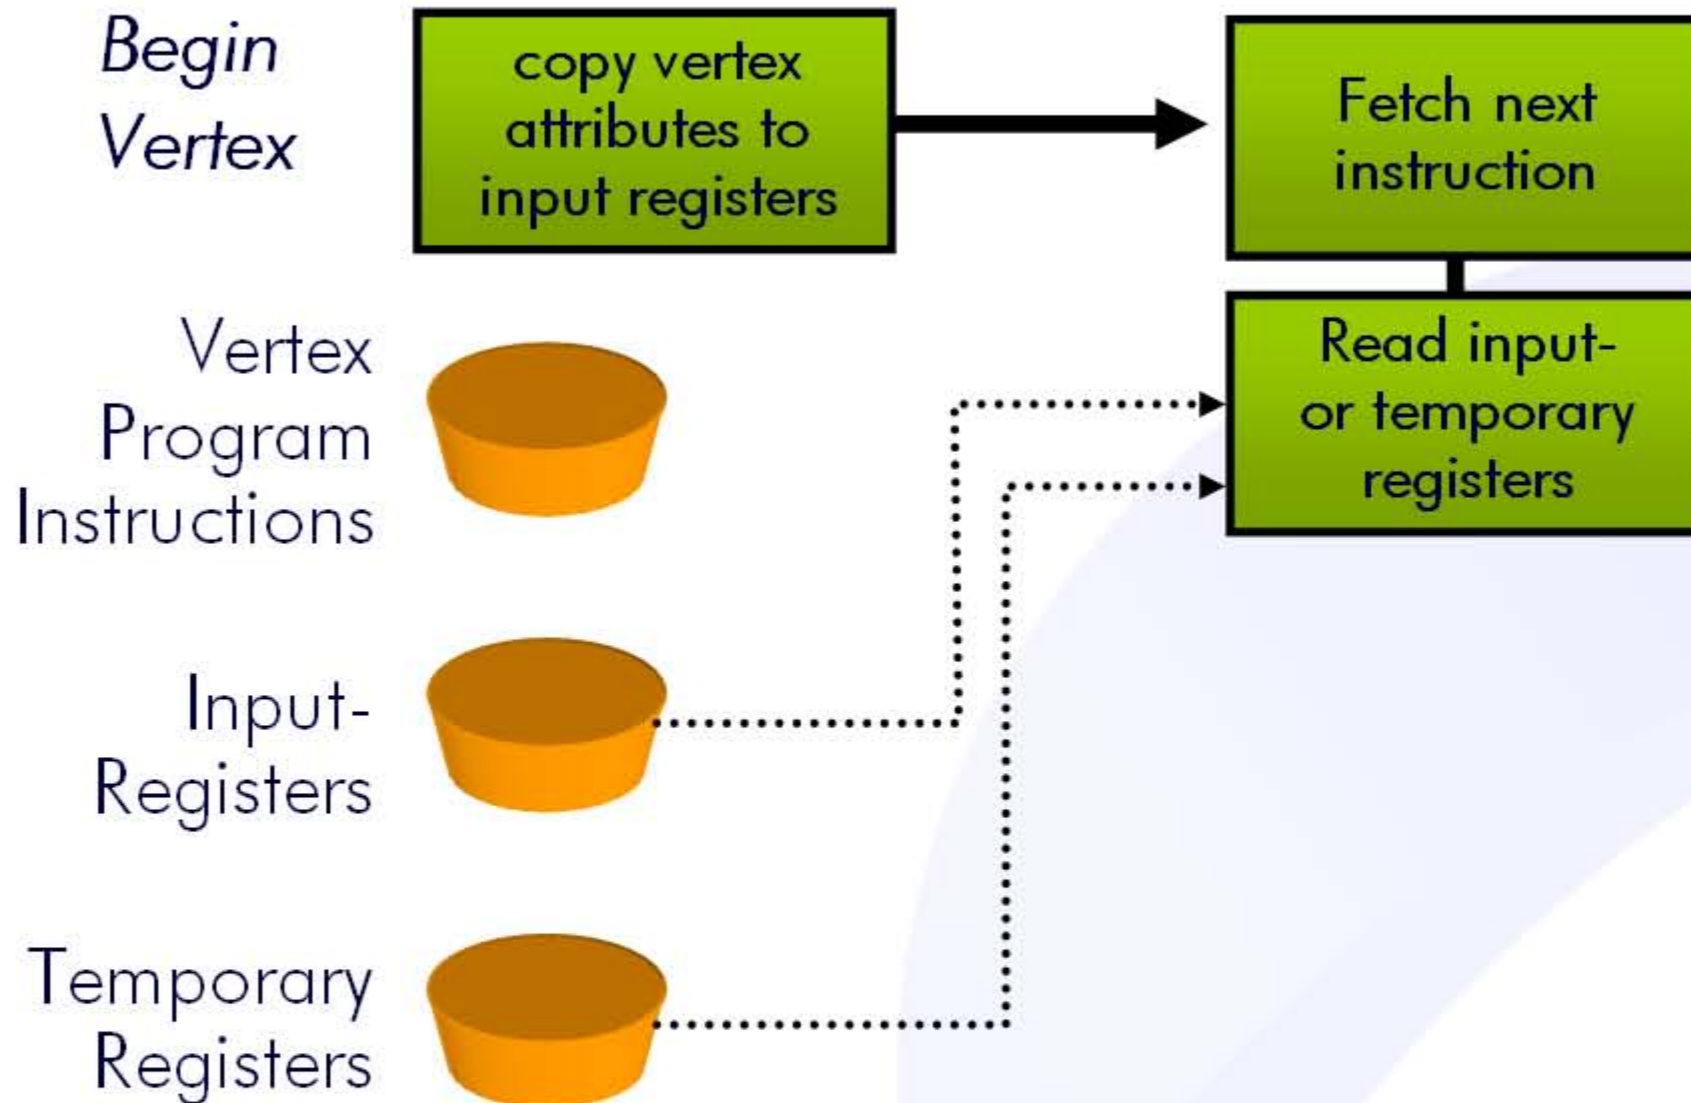 Begin
Vertex
copy vertex
attributes to
input registers
Fetch next
instruction
Read input-
or temporary
registers
Vertex
Program
Instructions
Input-
Registers
Temporary
Registers